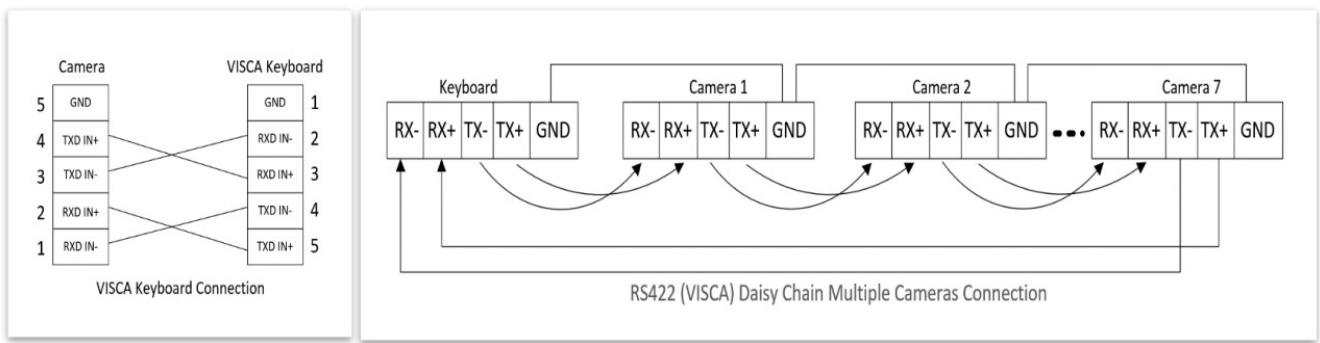 Camera VISCA Keyboard
5 GND GND 1
4 TXD IN+ RXD IN- 2
3 TXD IN- RXD IN+ 3
2 RXD IN+ TXD IN- 4
1 RXD IN- TXD IN+ 5
VISCA Keyboard Connection
Keyboard Camera 1 Camera 2 Camera 7
RX- RX+ TX- TX+ GND RX- RX+ TX- TX+ GND RX- RX+ TX- TX+ GND RX- RX+ TX- TX+ GND
RS422 (VISCA) Daisy Chain Multiple Cameras Connection